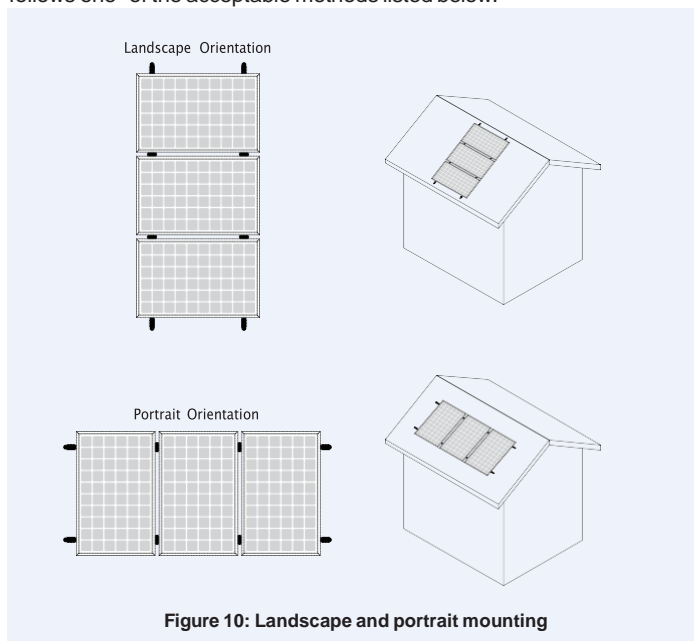 follows one of the acceptable methods listed below.
Landscape Orientation
Portrait Orientation
Figure 10: Landscape and portrait mounting